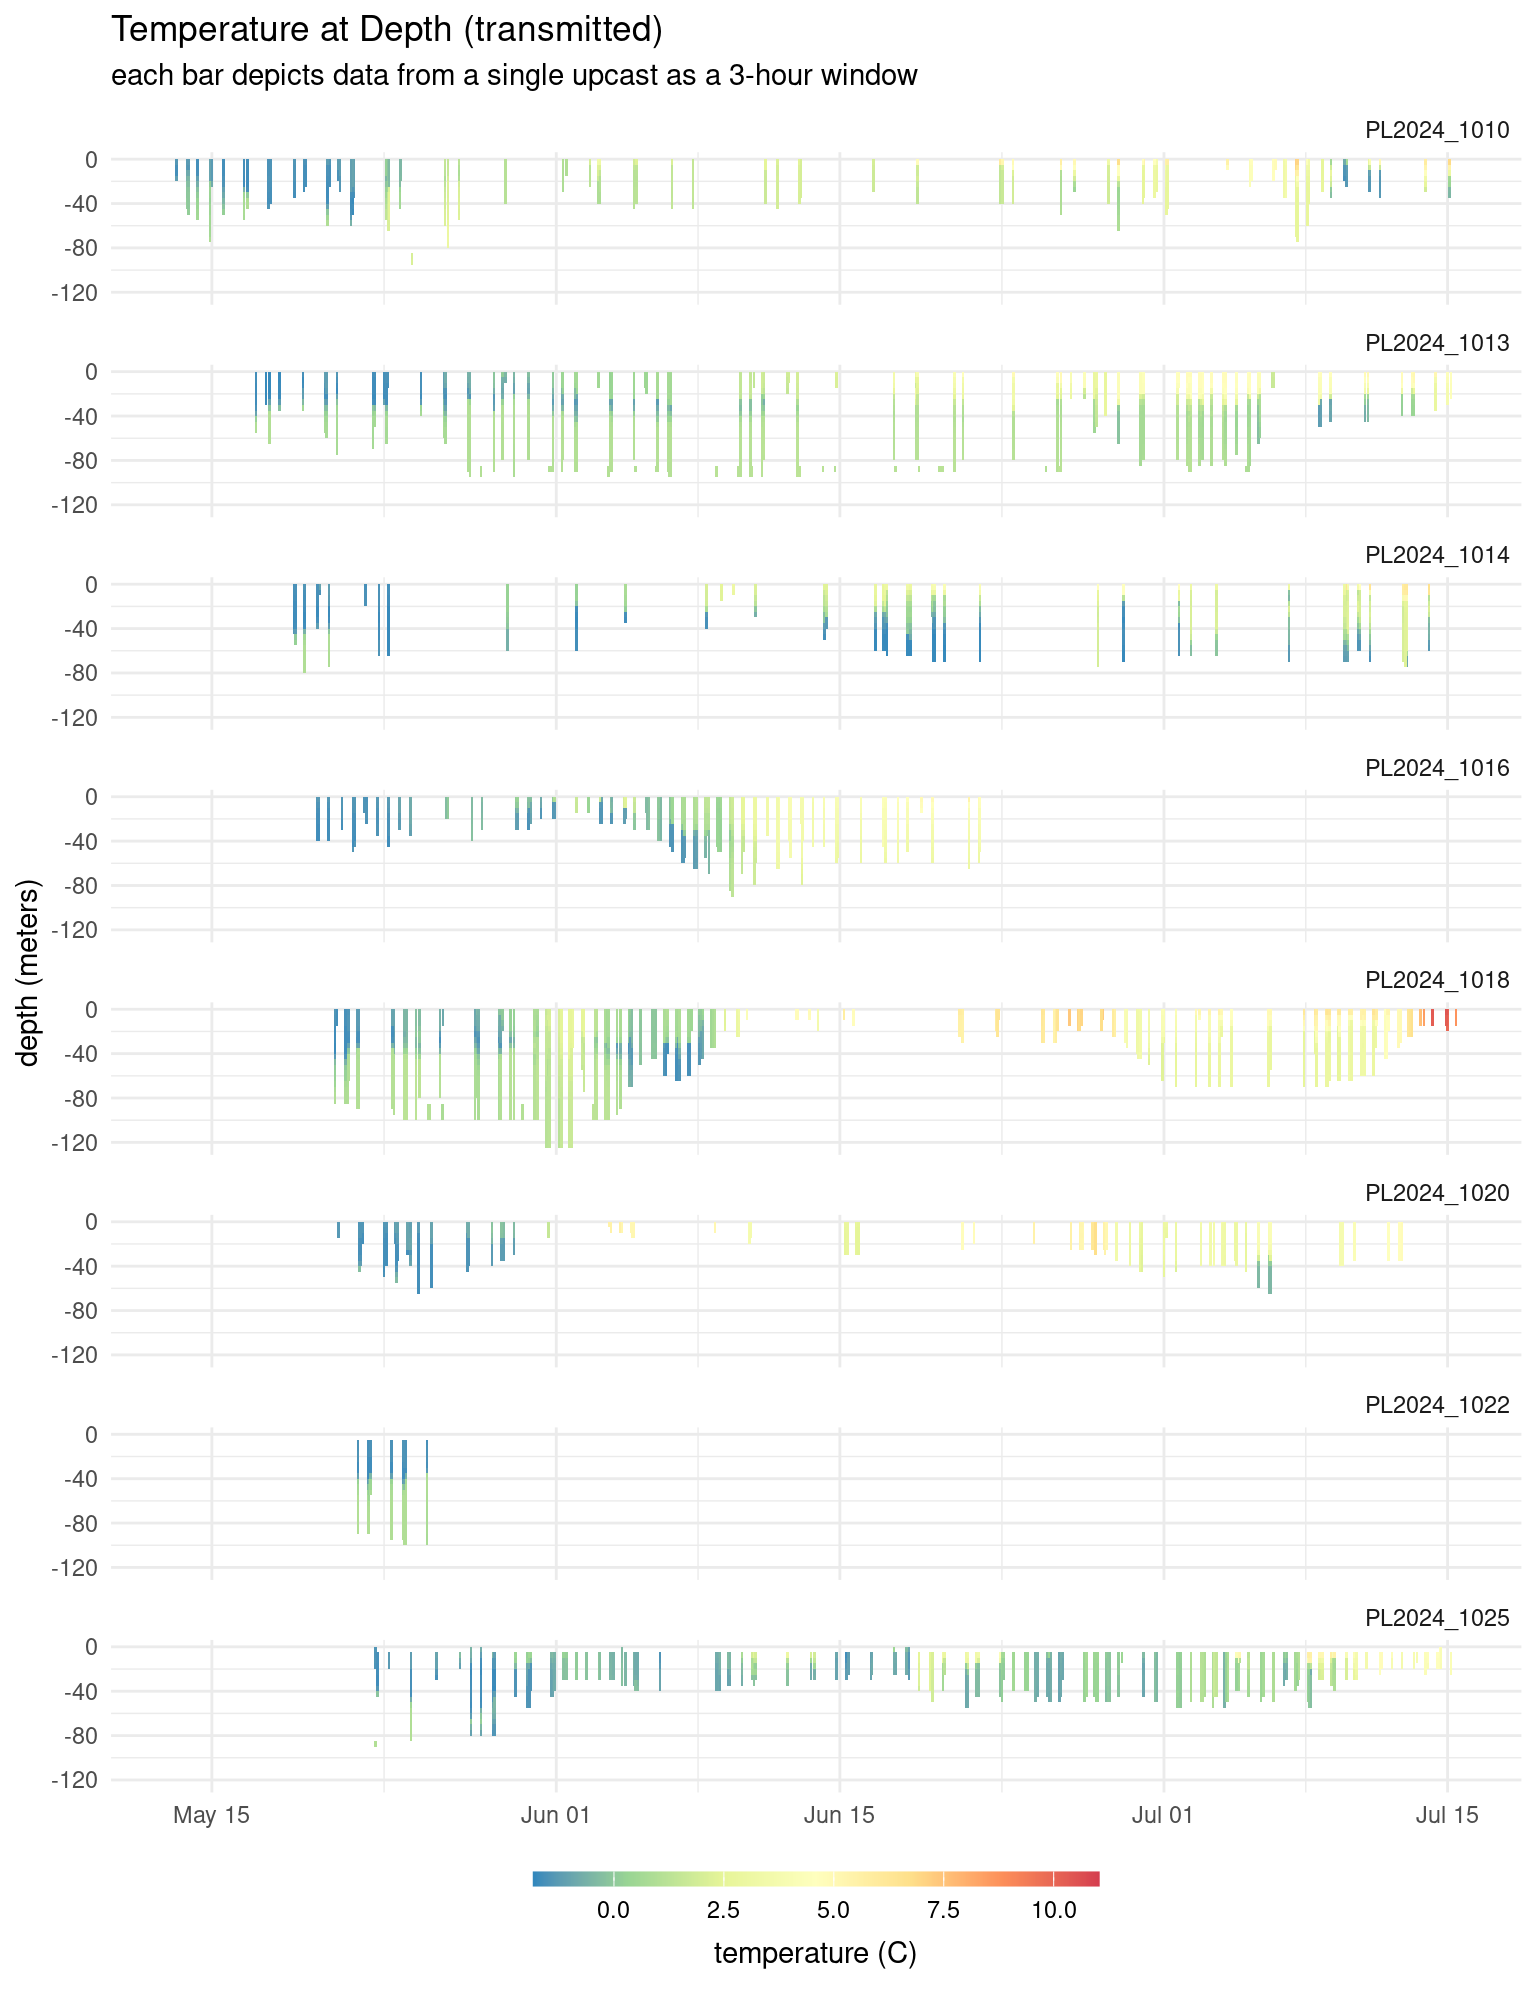 Temperature at Depth (transmitted)
each bar depicts data from a single upcast as a 3-hour window
PL2024_1010
0
-40
-80
-120
PL2024_1013
0
-40
-80
-120
PL2024_1014
0
-40
-80
-120
PL2024_1016
0
-40
-80
-120
depth (meters)
PL2024_1018
0
-40
-80
-120
PL2024_1020
0
-40
-80
-120
PL2024_1022
0
-40
-80
-120
PL2024_1025
0
-40
-80
-120
May 15 Jun 01 Jun 15 Jul 01 Jul 15
0.0 2.5 5.0 7.5 10.0
temperature (C)